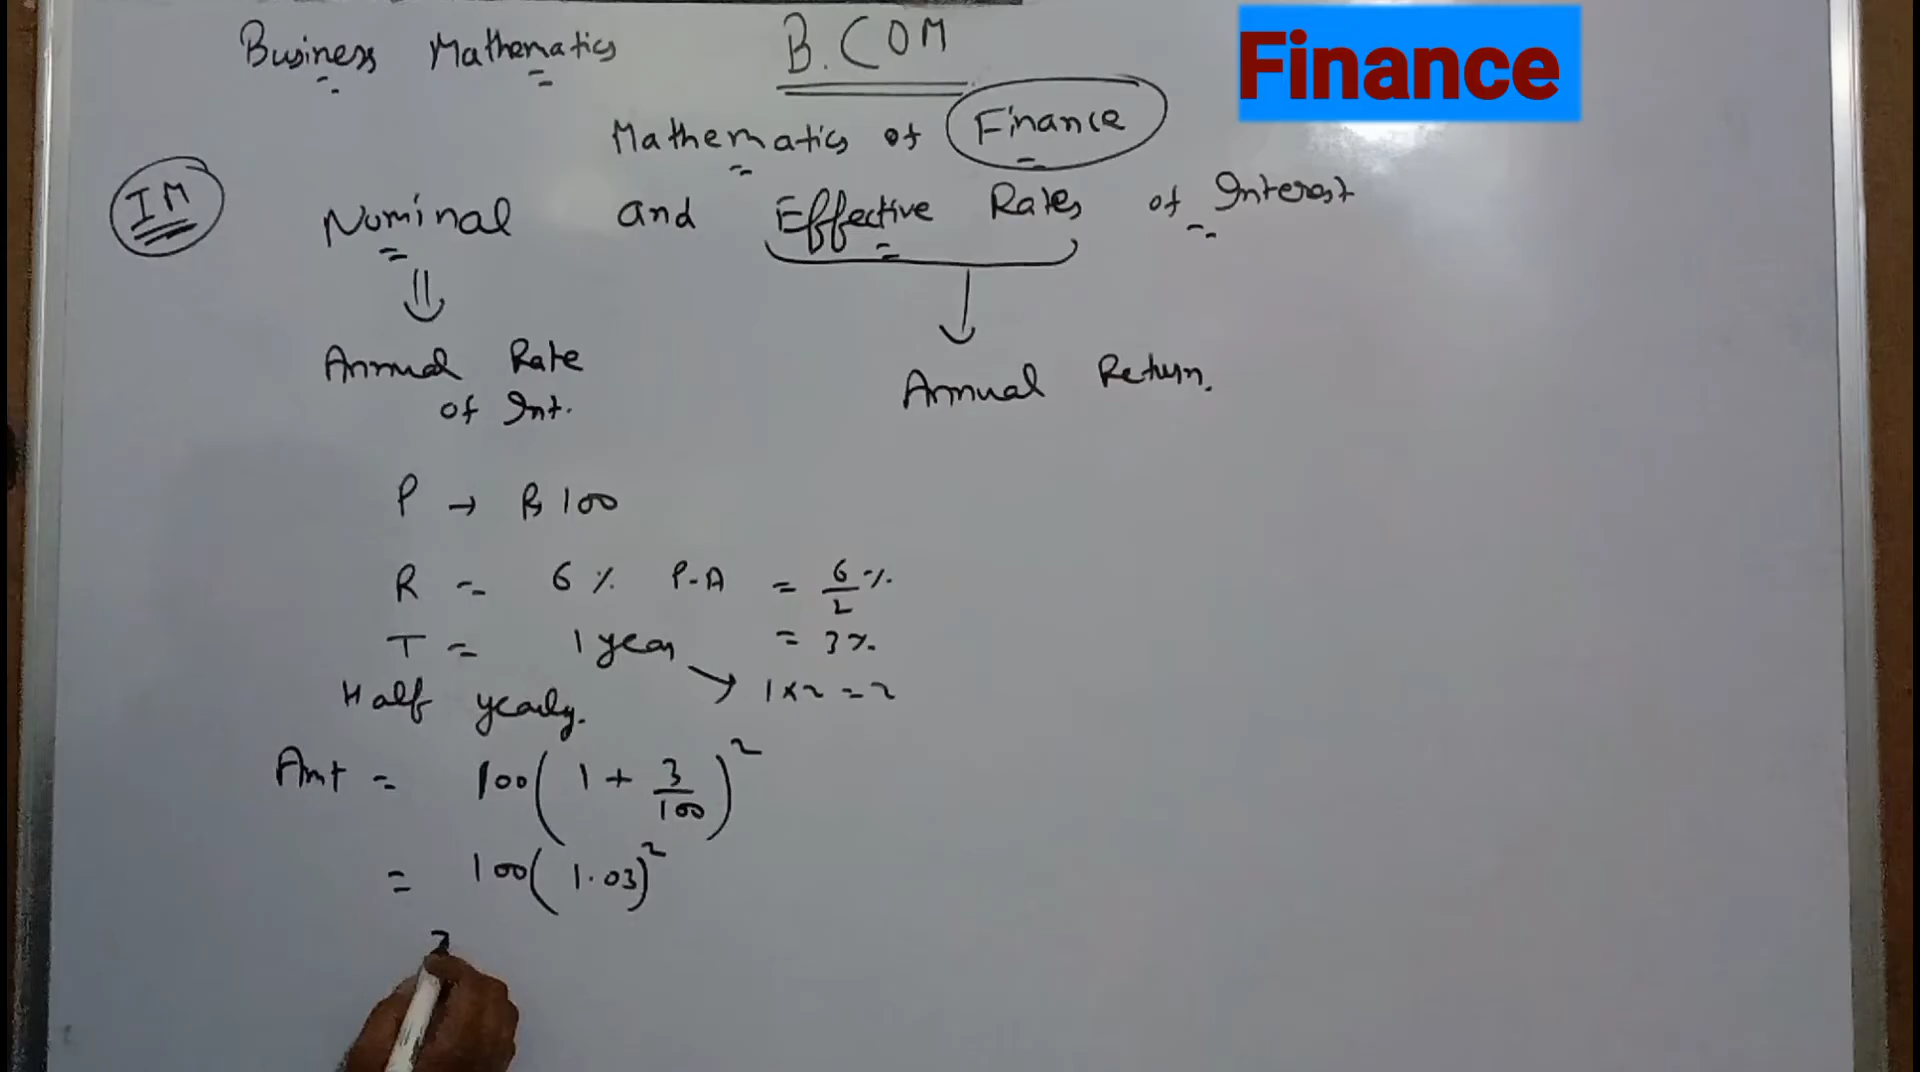 Business Mathematics B.COM
Finance
Mathematics of Finance
IM
Nominal and Effective Rates of Interest
Annual Rate of Int.
Annual Return.
P → Rs 100
R = 6 % P.A = 6/2 %
T = 1 year = 3%.
Half yearly. 1×2 = 2
Amt = 100(1 + 3/100)²
= 100(1.03)²